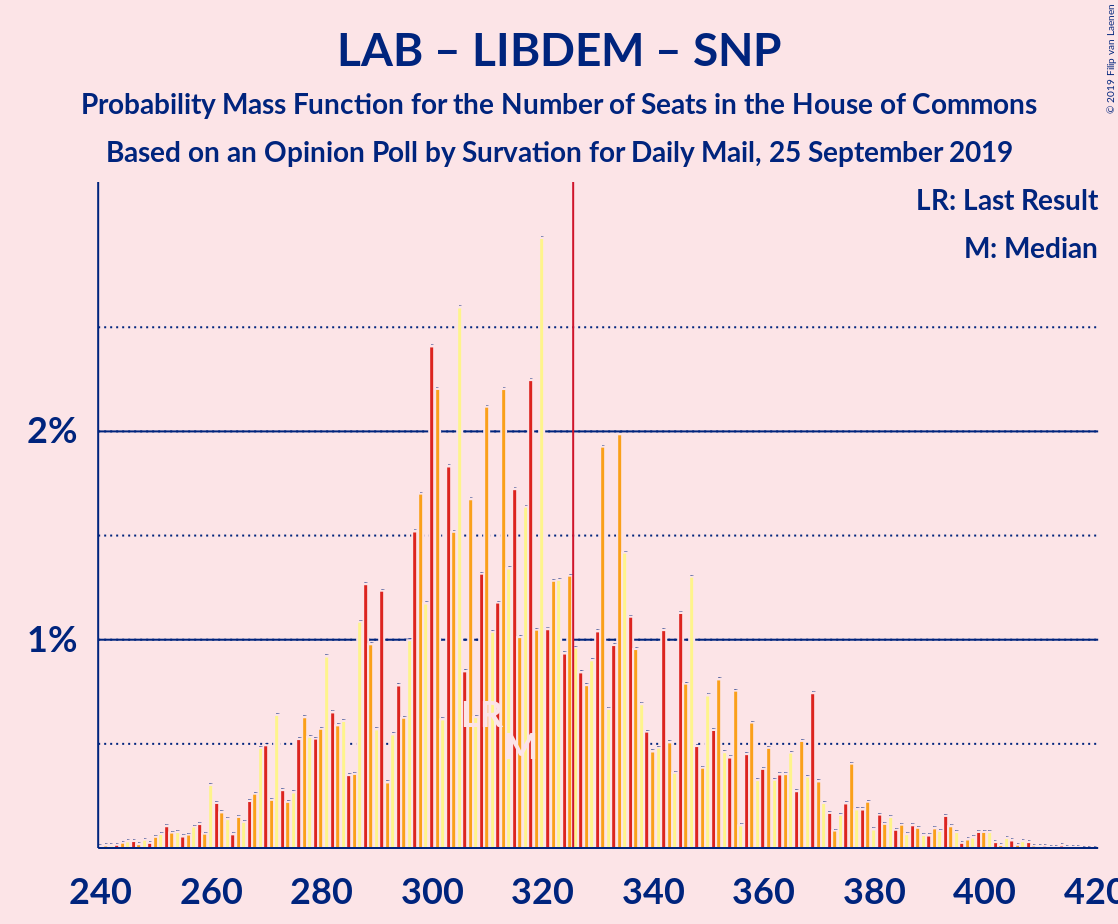 LAB – LIBDEM – SNP
Probability Mass Function for the Number of Seats in the House of Commons
Based on an Opinion Poll by Survation for Daily Mail, 25 September 2019
© 2019 Filip van Laenen
LR: Last Result
M: Median
2%
1%
LR
M
240 260 280 300 320 340 360 380 400 420